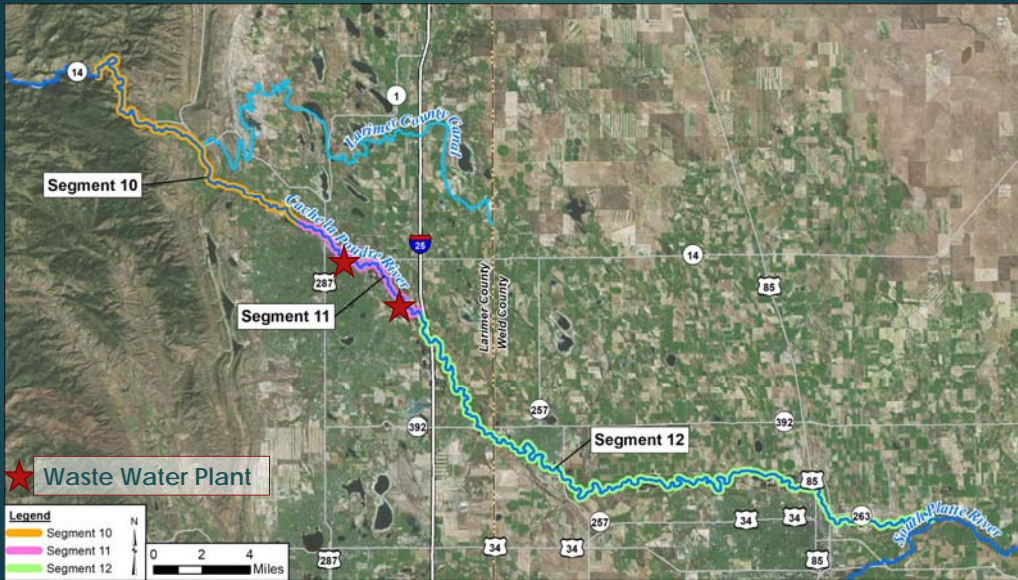 14
1
Larimer County Canal
Segment 10
Cache la Poudre River
25
14
287
85
Segment 11
Larimer County
Weld County
257
392
392
Segment 12
Waste Water Plant
85
263
South Platte River
257
34
34
34
34
287
85
Legend
Segment 10
Segment 11
Segment 12
N
0 2 4
Miles